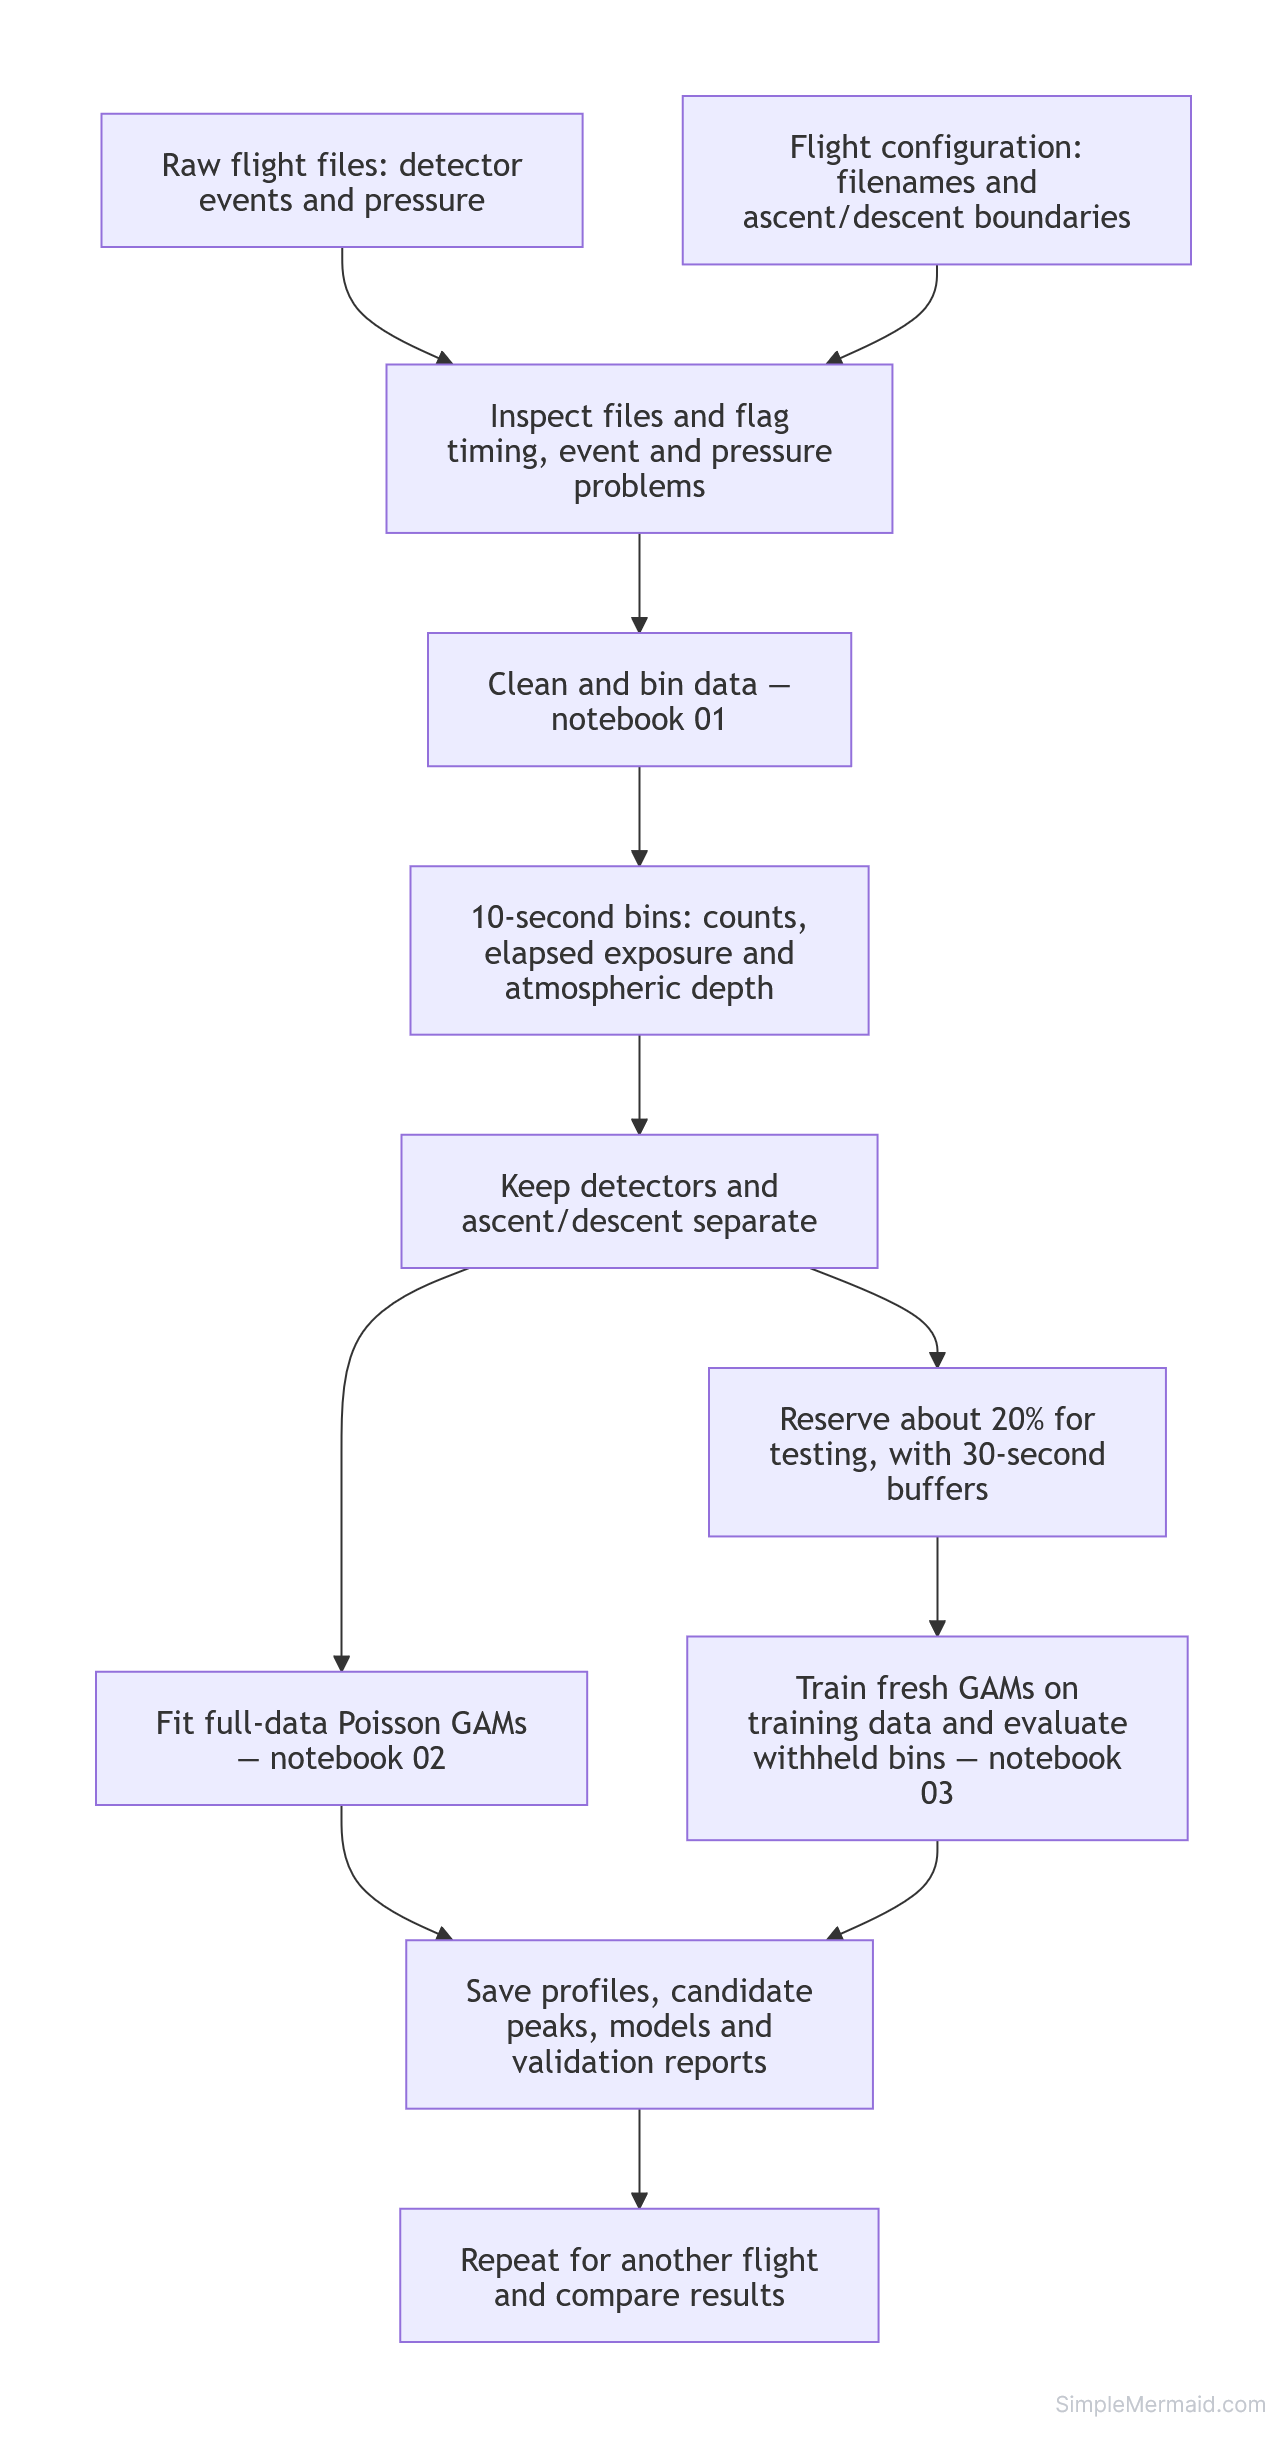 Raw flight files: detector
events and pressure
Flight configuration:
filenames and
ascent/descent boundaries
Inspect files and flag
timing, event and pressure
problems
Clean and bin data —
notebook 01
10-second bins: counts,
elapsed exposure and
atmospheric depth
Keep detectors and
ascent/descent separate
Reserve about 20% for
testing, with 30-second
buffers
Fit full-data Poisson GAMs
— notebook 02
Train fresh GAMs on
training data and evaluate
withheld bins — notebook
03
Save profiles, candidate
peaks, models and
validation reports
Repeat for another flight
and compare results
SimpleMermaid.com